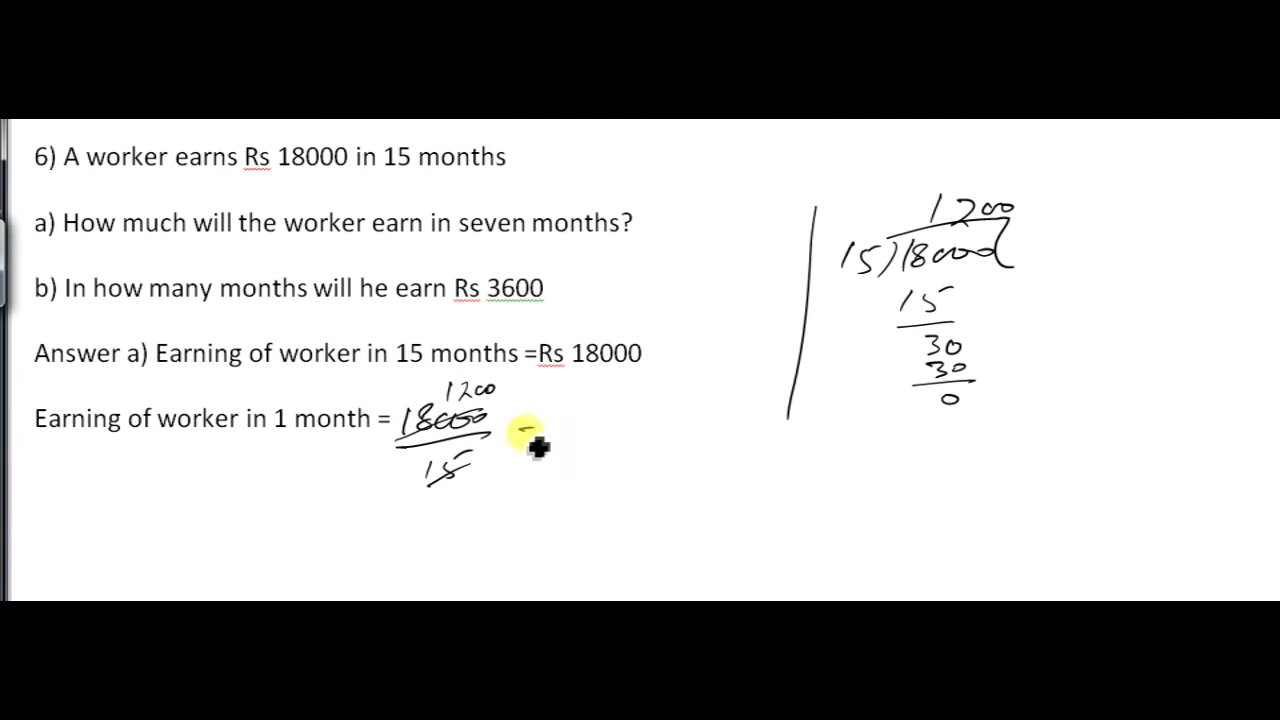 6) A worker earns Rs 18000 in 15 months
a) How much will the worker earn in seven months?
b) In how many months will he earn Rs 3600
Answer a) Earning of worker in 15 months =Rs 18000
1200
Earning of worker in 1 month = 18000 =
15
1200
15)18000
15
30
30
0